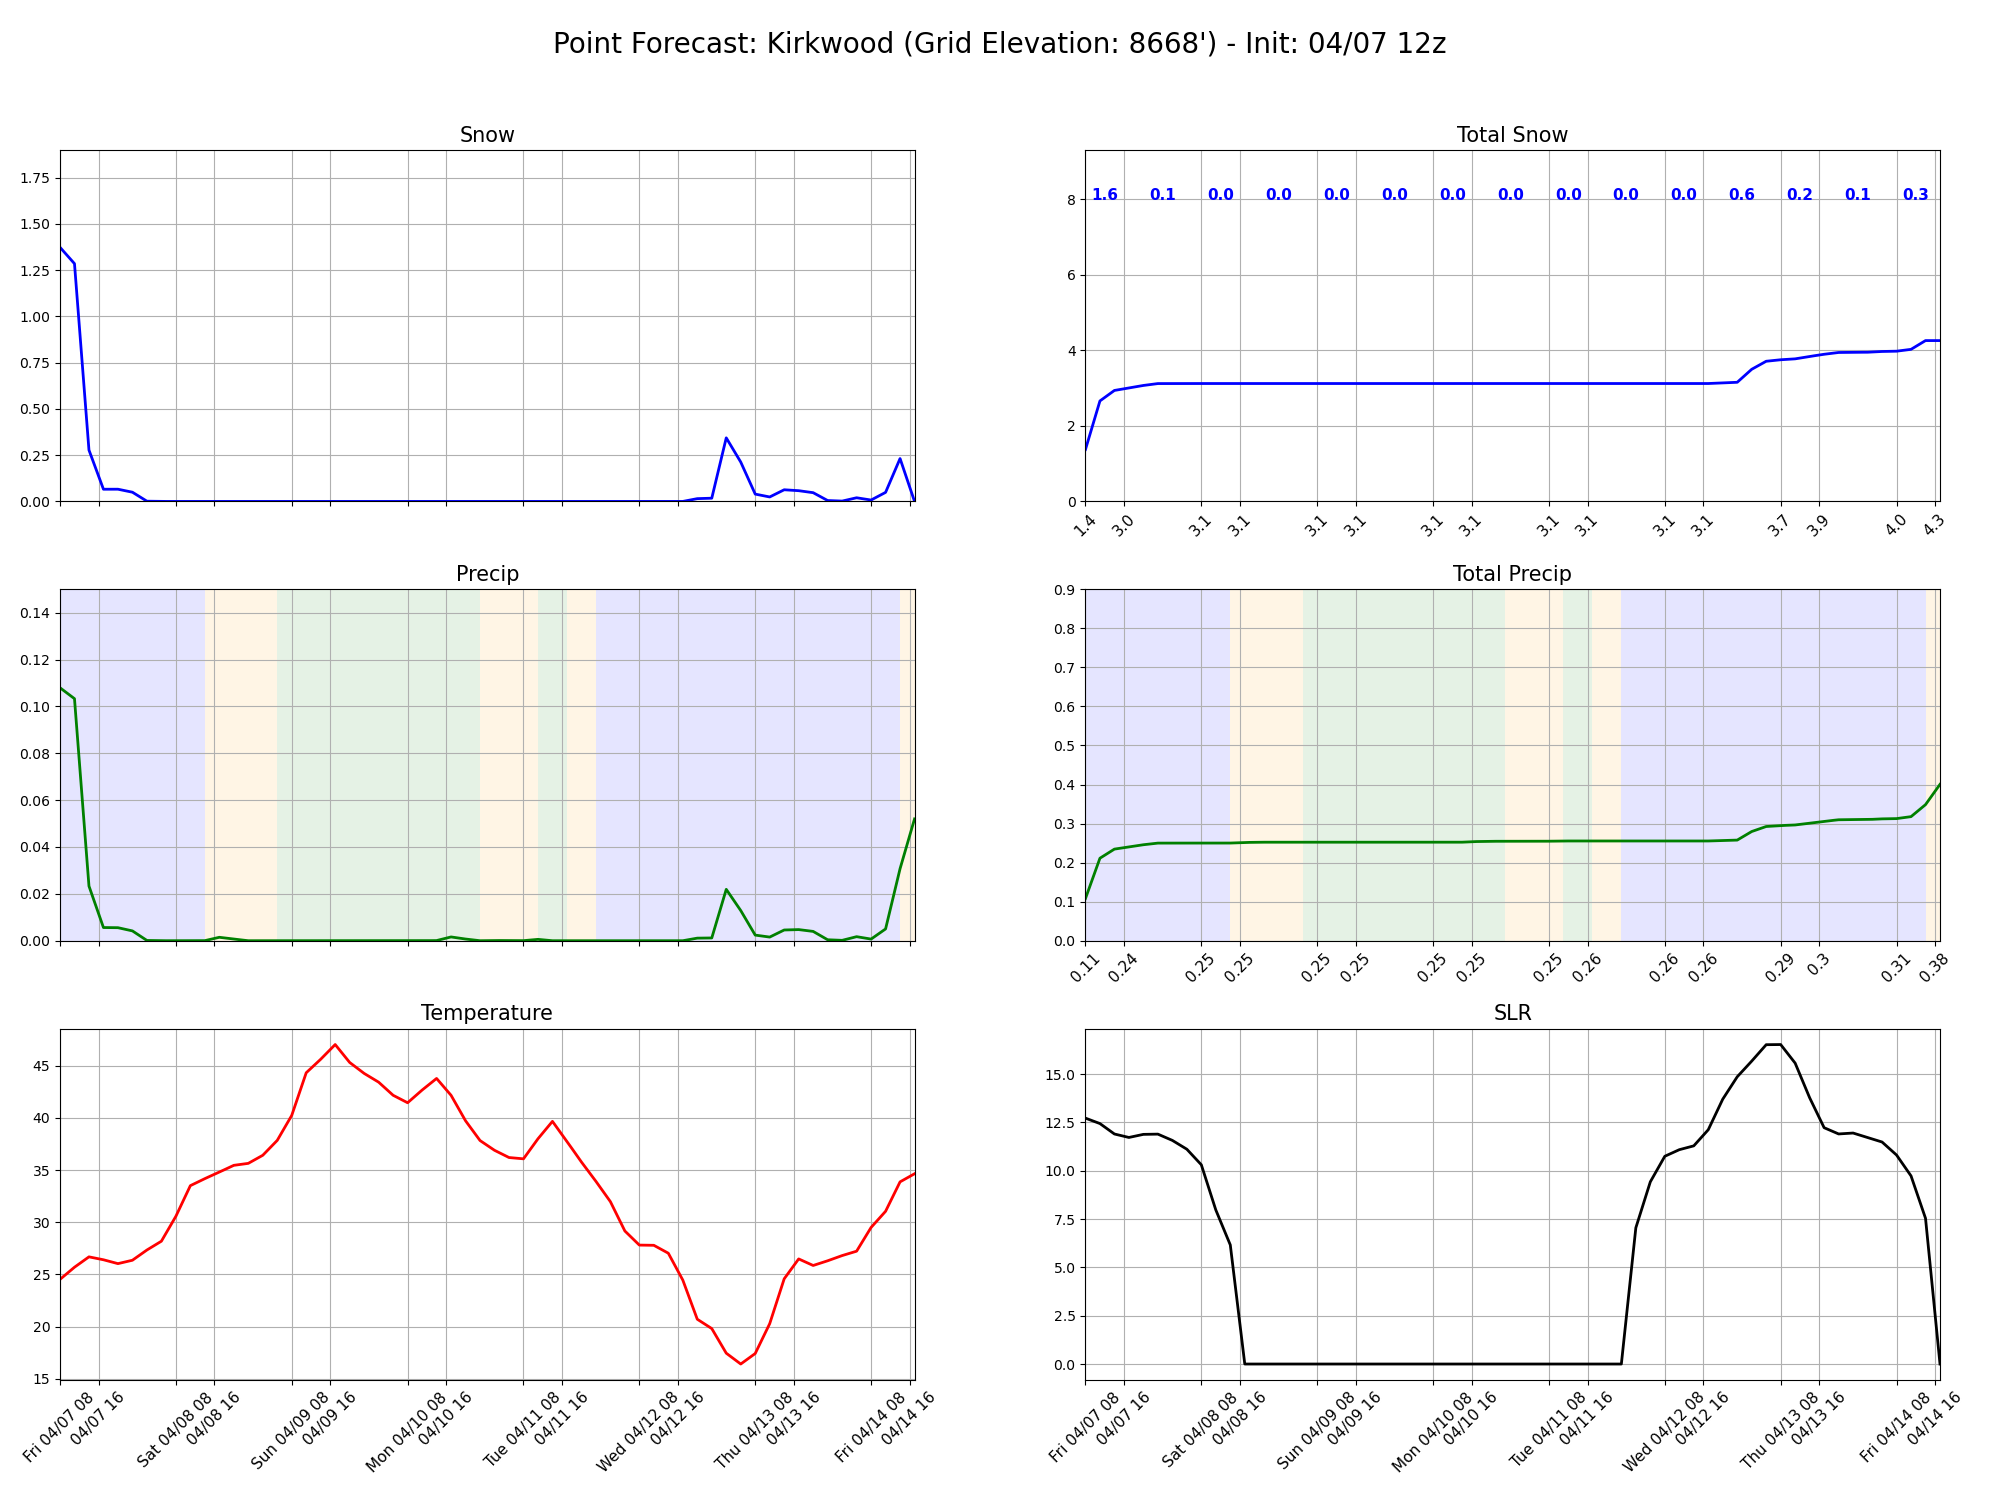 Point Forecast: Kirkwood (Grid Elevation: 8668') - Init: 04/07 12z
Snow
1.75
1.50
1.25
1.00
0.75
0.50
0.25
0.00
Total Snow
8
6
4
2
0
1.6 0.1 0.0 0.0 0.0 0.0 0.0 0.0 0.0 0.0 0.0 0.6 0.2 0.1 0.3
1.4 3.0 3.1 3.1 3.1 3.1 3.1 3.1 3.1 3.1 3.1 3.1 3.7 3.9 4.0 4.3
Precip
0.14
0.12
0.10
0.08
0.06
0.04
0.02
0.00
Total Precip
0.9
0.8
0.7
0.6
0.5
0.4
0.3
0.2
0.1
0.0
0.11 0.24 0.25 0.25 0.25 0.25 0.25 0.25 0.25 0.26 0.26 0.26 0.29 0.3 0.31 0.38
Temperature
45
40
35
30
25
20
15
Fri 04/07 08
04/07 16
Sat 04/08 08
04/08 16
Sun 04/09 08
04/09 16
Mon 04/10 08
04/10 16
Tue 04/11 08
04/11 16
Wed 04/12 08
04/12 16
Thu 04/13 08
04/13 16
Fri 04/14 08
04/14 16
SLR
15.0
12.5
10.0
7.5
5.0
2.5
0.0
Fri 04/07 08
04/07 16
Sat 04/08 08
04/08 16
Sun 04/09 08
04/09 16
Mon 04/10 08
04/10 16
Tue 04/11 08
04/11 16
Wed 04/12 08
04/12 16
Thu 04/13 08
04/13 16
Fri 04/14 08
04/14 16